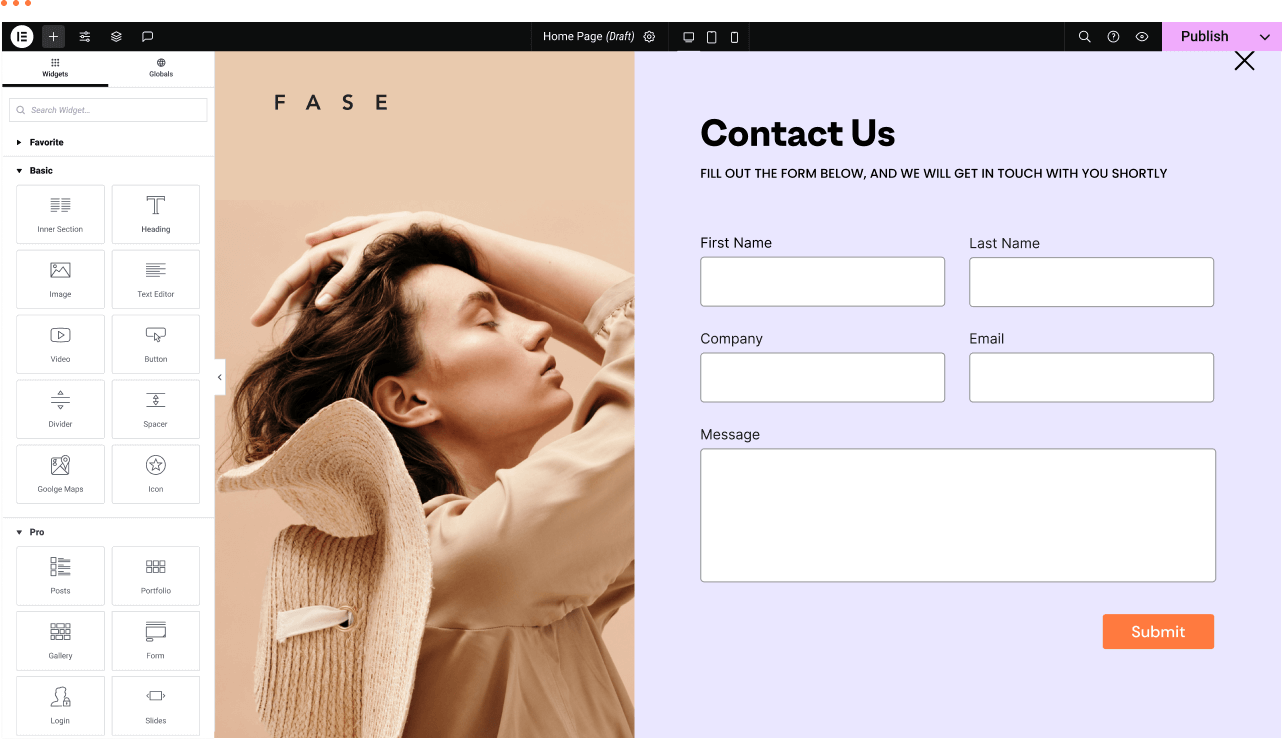 Home Page (Draft)
Publish
Widgets
Globals
Search Widget...
Favorite
Basic
Inner Section
Heading
Image
Text Editor
Video
Button
Divider
Spacer
Goolge Maps
Icon
Pro
Posts
Portfolio
Gallery
Form
Login
Slides
FASE
Contact Us
FILL OUT THE FORM BELOW, AND WE WILL GET IN TOUCH WITH YOU SHORTLY
First Name
Last Name
Company
Email
Message
Submit